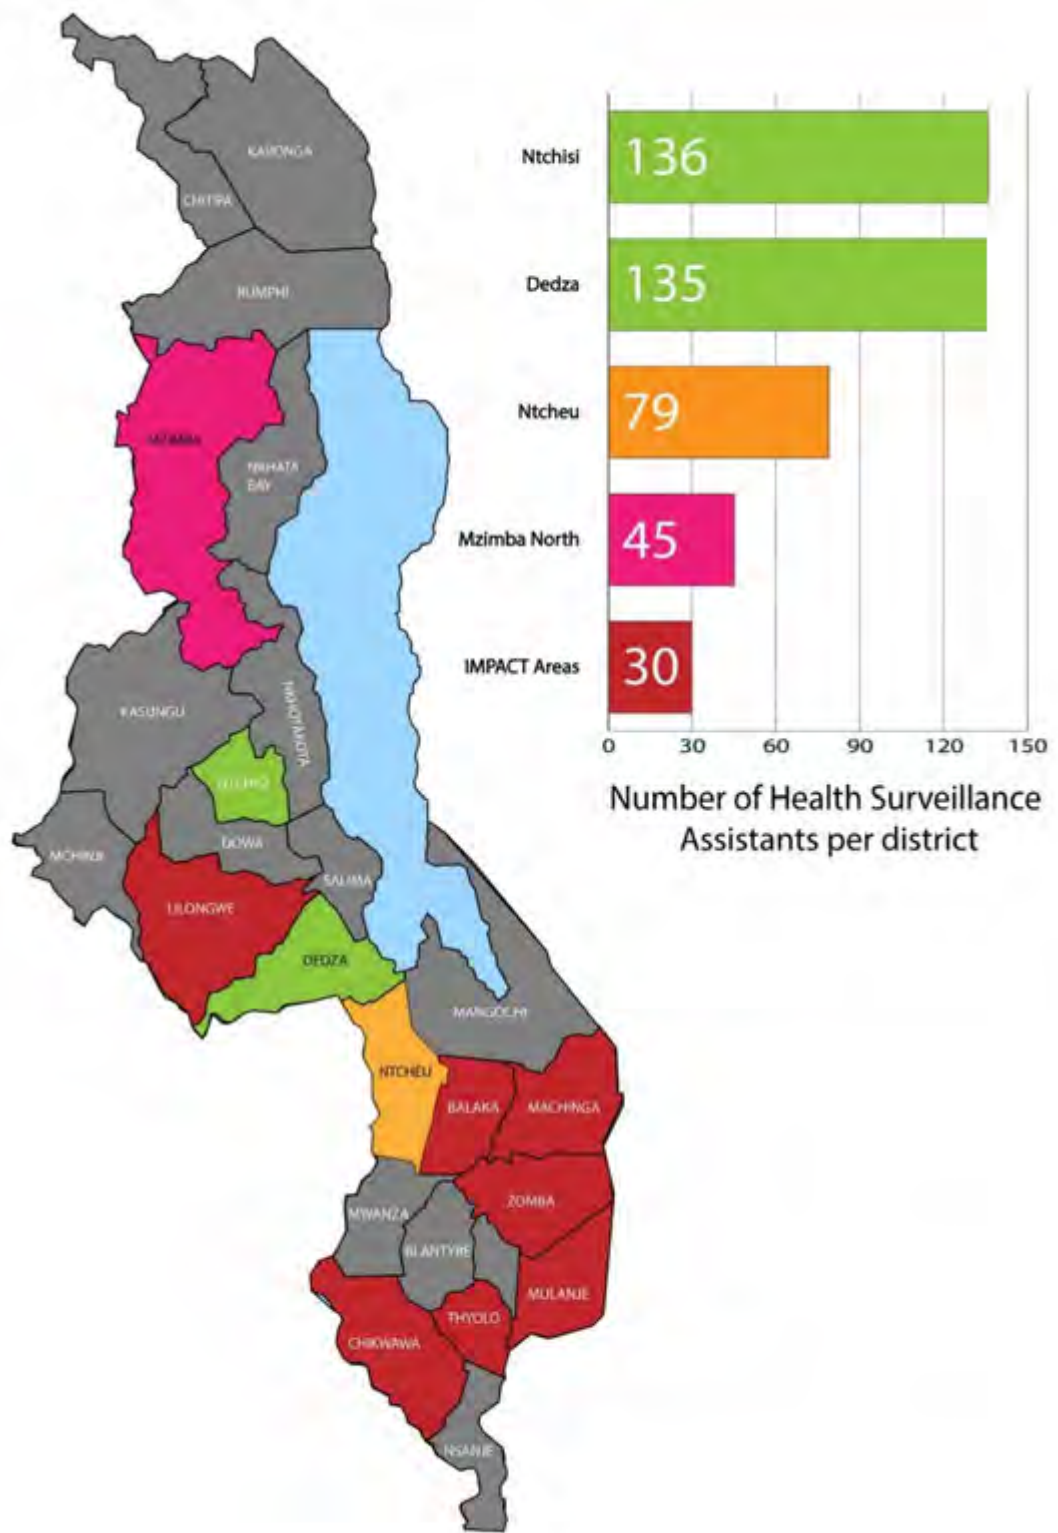 KARONGA
CHITIPA
RUMPHI
MZIMBA
NKHATA
BAY
KASUNGU
NKHOTAKOTA
NTCHISI
DOWA
MCHINJI
SALIMA
LILONGWE
DEDZA
MANGOCHI
NTCHEU
BALAKA
MACHINGA
ZOMBA
MWANZA
BLANTYRE
MULANJE
THYOLO
CHIKWAWA
NSANJE
Ntchisi
136
Dedza
135
Ntcheu
79
Mzimba North
45
IMPACT Areas
30
0 30 60 90 120 150
Number of Health Surveillance
Assistants per district